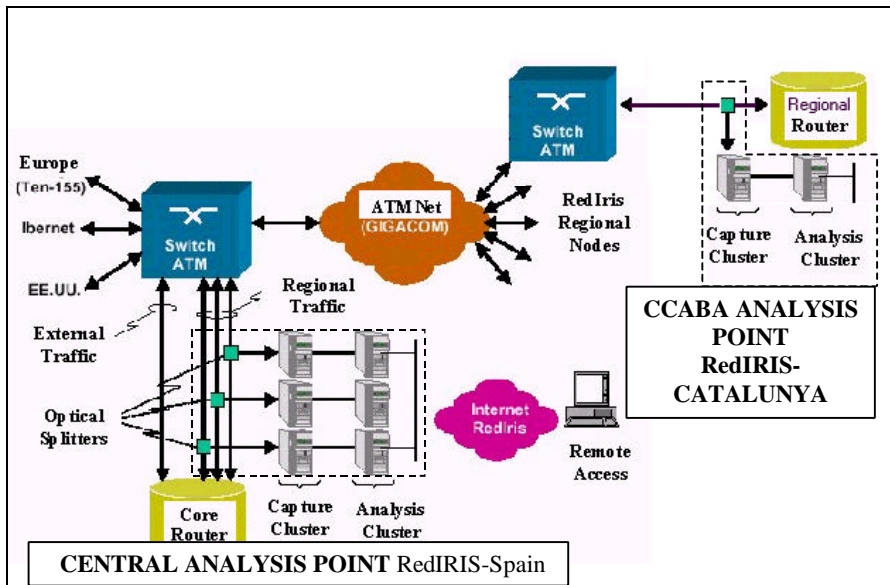 Switch
ATM
Regional
Router
Europe
(Ten-155)
Ibernet
EE.UU.
Switch
ATM
ATM Net
(GIGACOM)
RedIris
Regional
Nodes
Capture
Cluster
Analysis
Cluster
Regional
Traffic
External
Traffic
CCABA ANALYSIS
POINT
RedIRIS-
CATALUNYA
Optical
Splitters
Internet
RedIris
Remote
Access
Core
Router
Capture
Cluster
Analysis
Cluster
CENTRAL ANALYSIS POINT RedIRIS-Spain